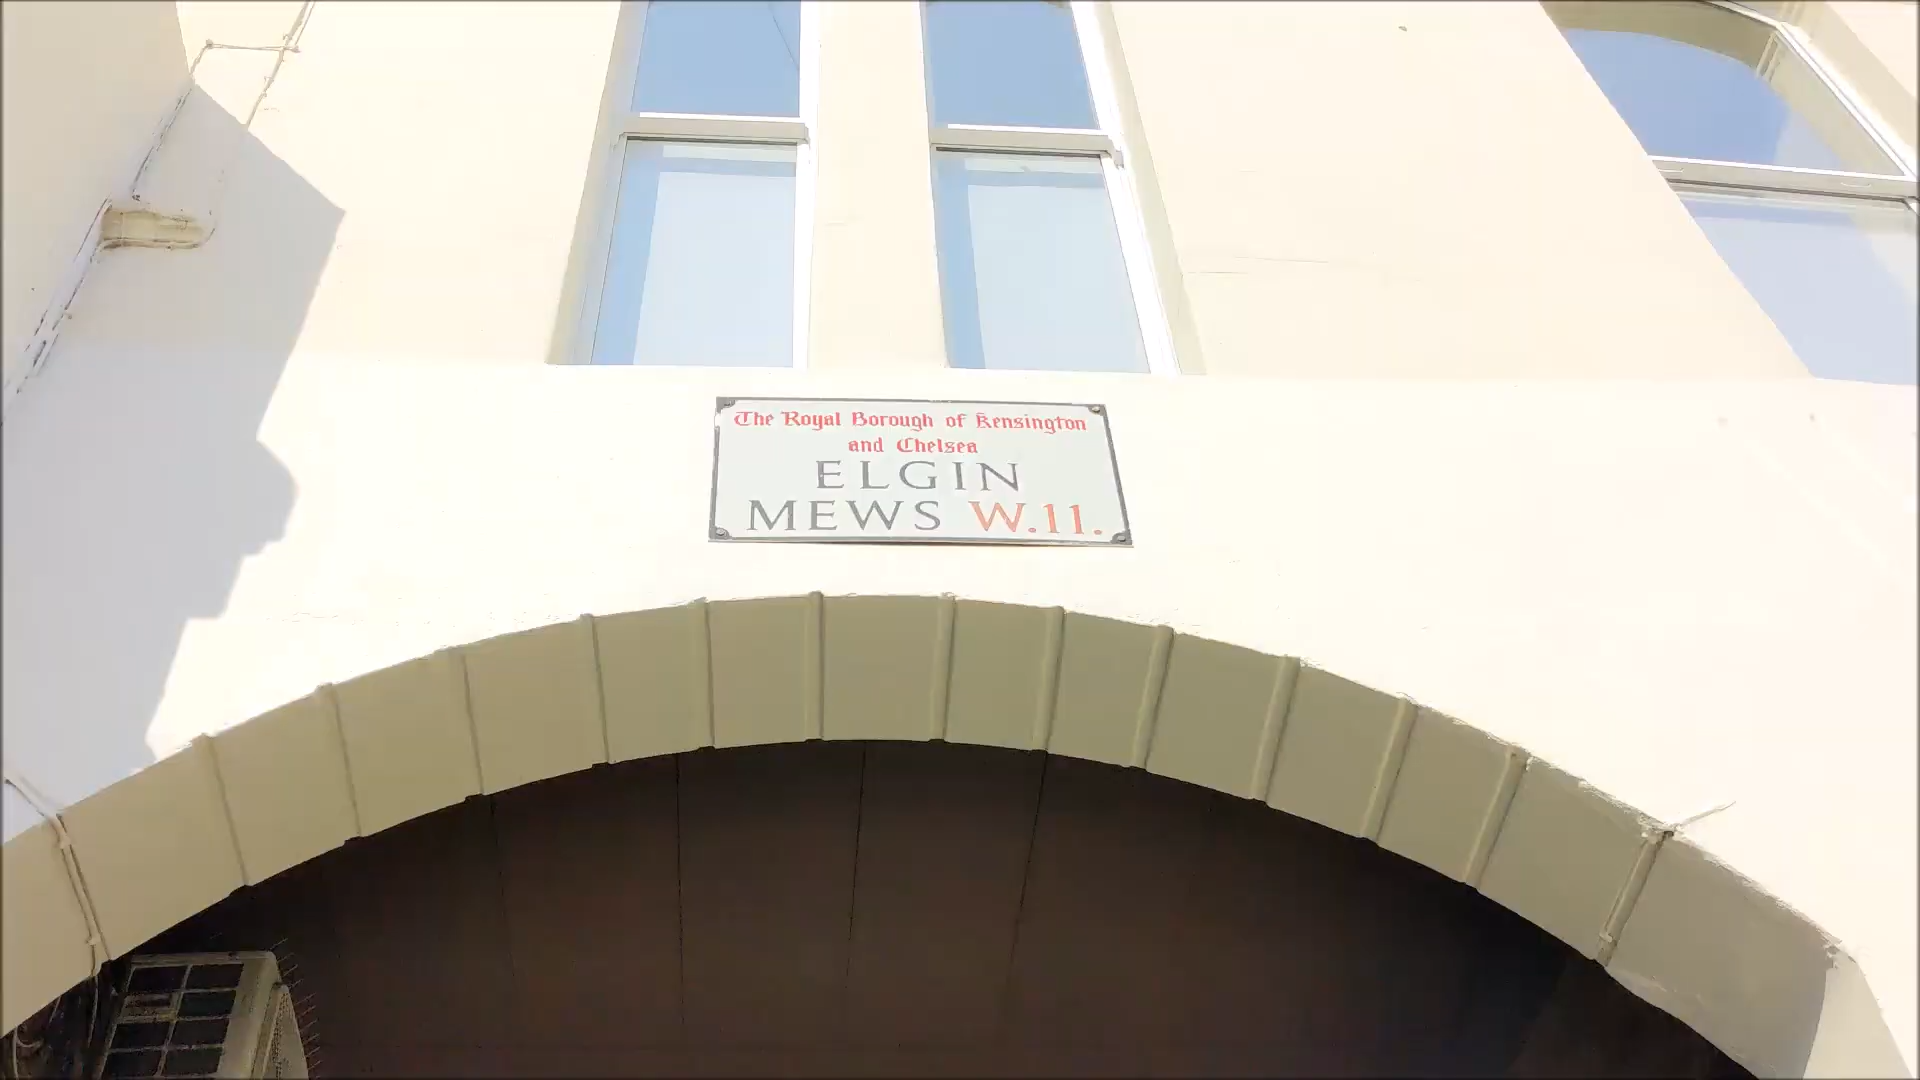 The Royal Borough of Kensington
and Chelsea
ELGIN
MEWS W.11.